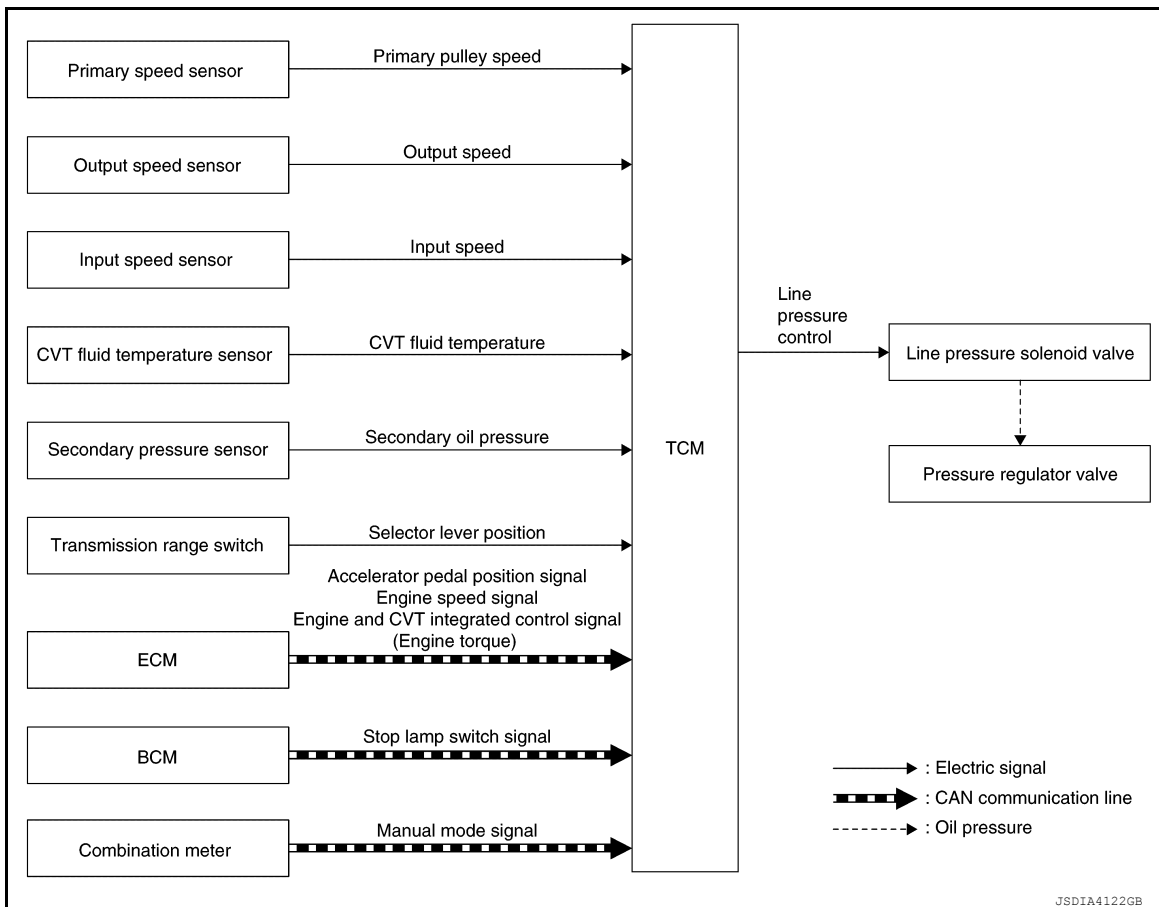 Primary speed sensor
Primary pulley speed
Output speed sensor
Output speed
Input speed sensor
Input speed
CVT fluid temperature sensor
CVT fluid temperature
Secondary pressure sensor
Secondary oil pressure
Transmission range switch
Selector lever position
ECM
Accelerator pedal position signal
Engine speed signal
Engine and CVT integrated control signal
(Engine torque)
BCM
Stop lamp switch signal
Combination meter
Manual mode signal
TCM
Line
pressure
control
Line pressure solenoid valve
Pressure regulator valve
: Electric signal
: CAN communication line
: Oil pressure
JSDIA4122GB